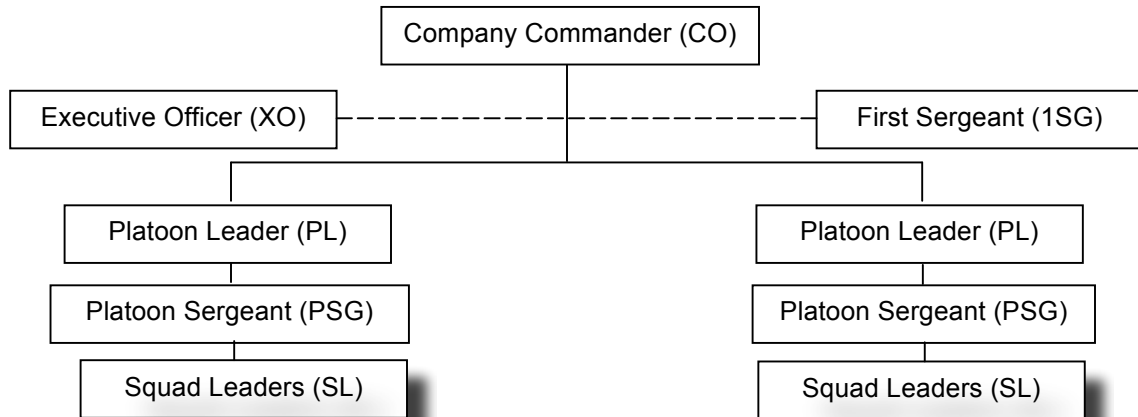 Company Commander (CO)
Executive Officer (XO)
First Sergeant (1SG)
Platoon Leader (PL)
Platoon Leader (PL)
Platoon Sergeant (PSG)
Platoon Sergeant (PSG)
Squad Leaders (SL)
Squad Leaders (SL)